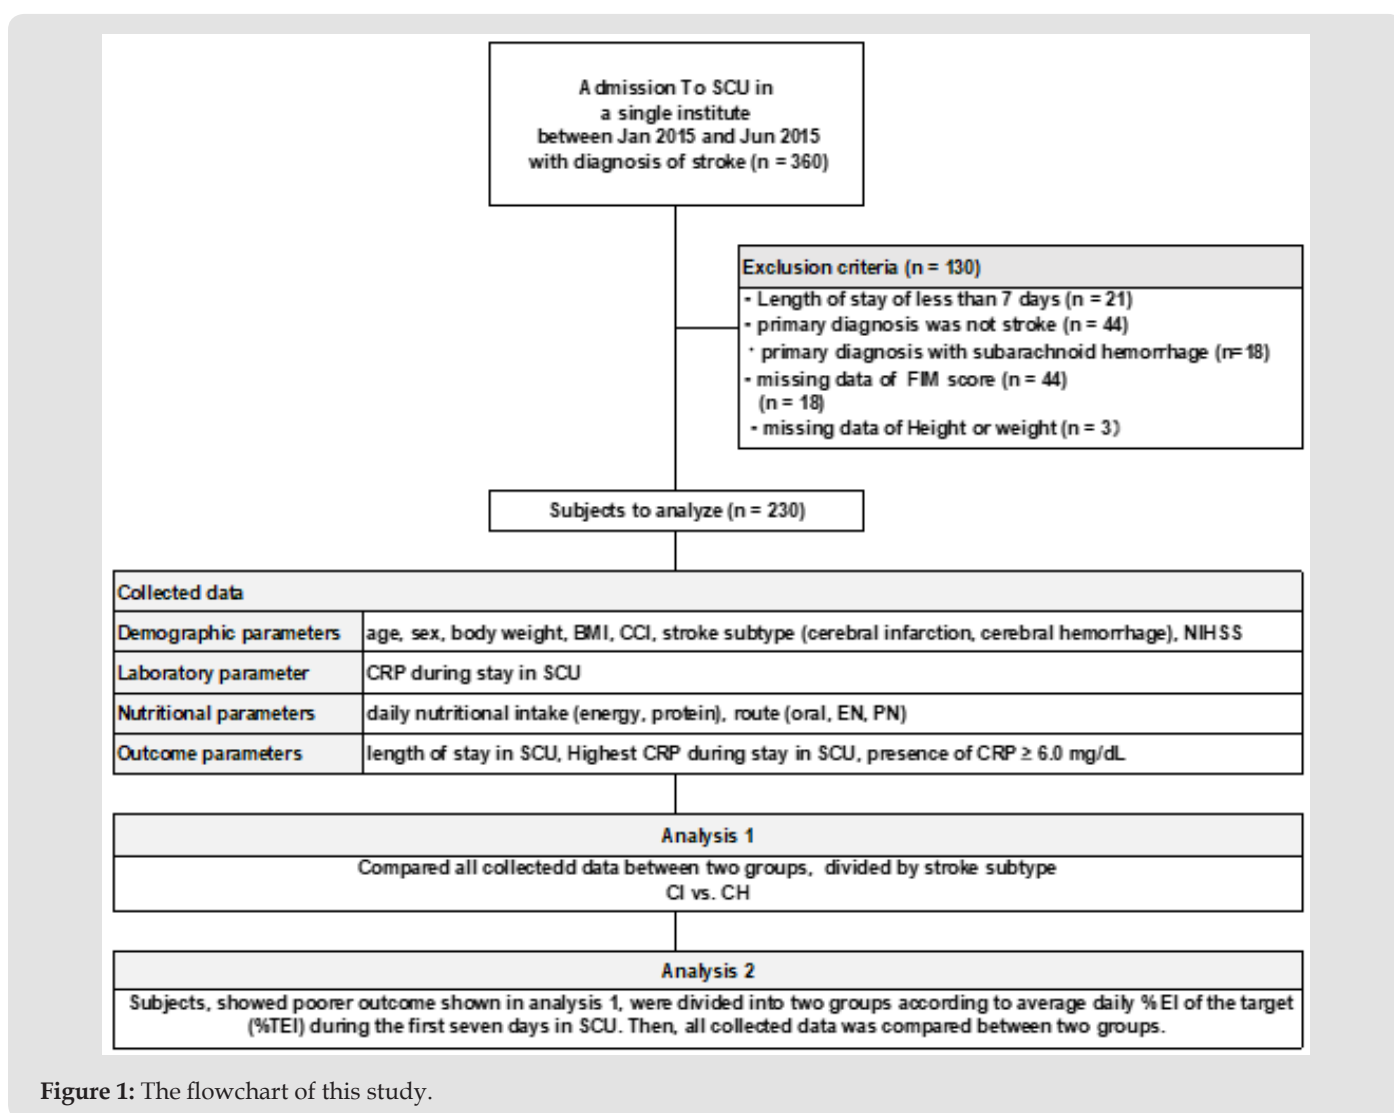 Admission To SCU in
a single institute
between Jan 2015 and Jun 2015
with diagnosis of stroke (n = 360)
Exclusion criteria (n = 130)
- Length of stay of less than 7 days (n = 21)
- primary diagnosis was not stroke (n = 44)
· primary diagnosis with subarachnoid hemorrhage (n=18)
- missing data of FIM score (n = 44)
(n = 18)
- missing data of Height or weight (n = 3)
Subjects to analyze (n = 230)
Collected data
Demographic parameters age, sex, body weight, BMI, CCI, stroke subtype (cerebral infarction, cerebral hemorrhage), NIHSS
Laboratory parameter CRP during stay in SCU
Nutritional parameters daily nutritional intake (energy, protein), route (oral, EN, PN)
Outcome parameters length of stay in SCU, Highest CRP during stay in SCU, presence of CRP ≥ 6.0 mg/dL
Analysis 1
Compared all collectedd data between two groups, divided by stroke subtype
CI vs. CH
Analysis 2
Subjects, showed poorer outcome shown in analysis 1, were divided into two groups according to average daily %EI of the target
(%TEI) during the first seven days in SCU. Then, all collected data was compared between two groups.
Figure 1: The flowchart of this study.